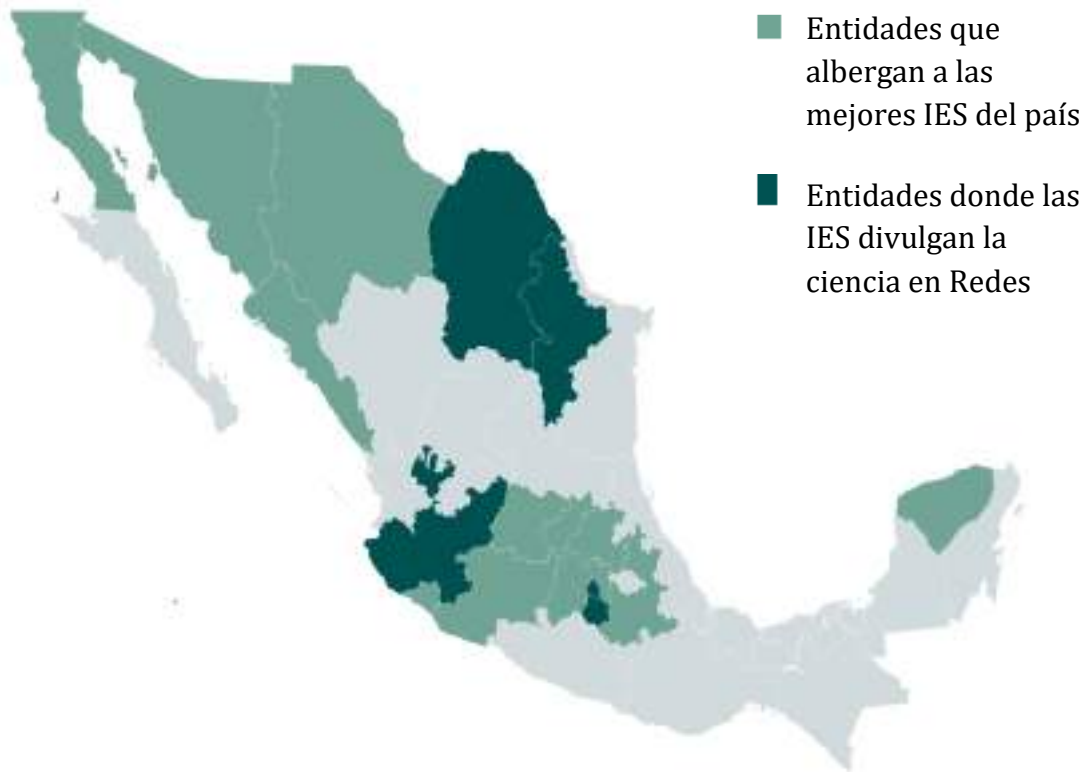 Entidades que
albergan a las
mejores IES del país
Entidades donde las
IES divulgan la
ciencia en Redes